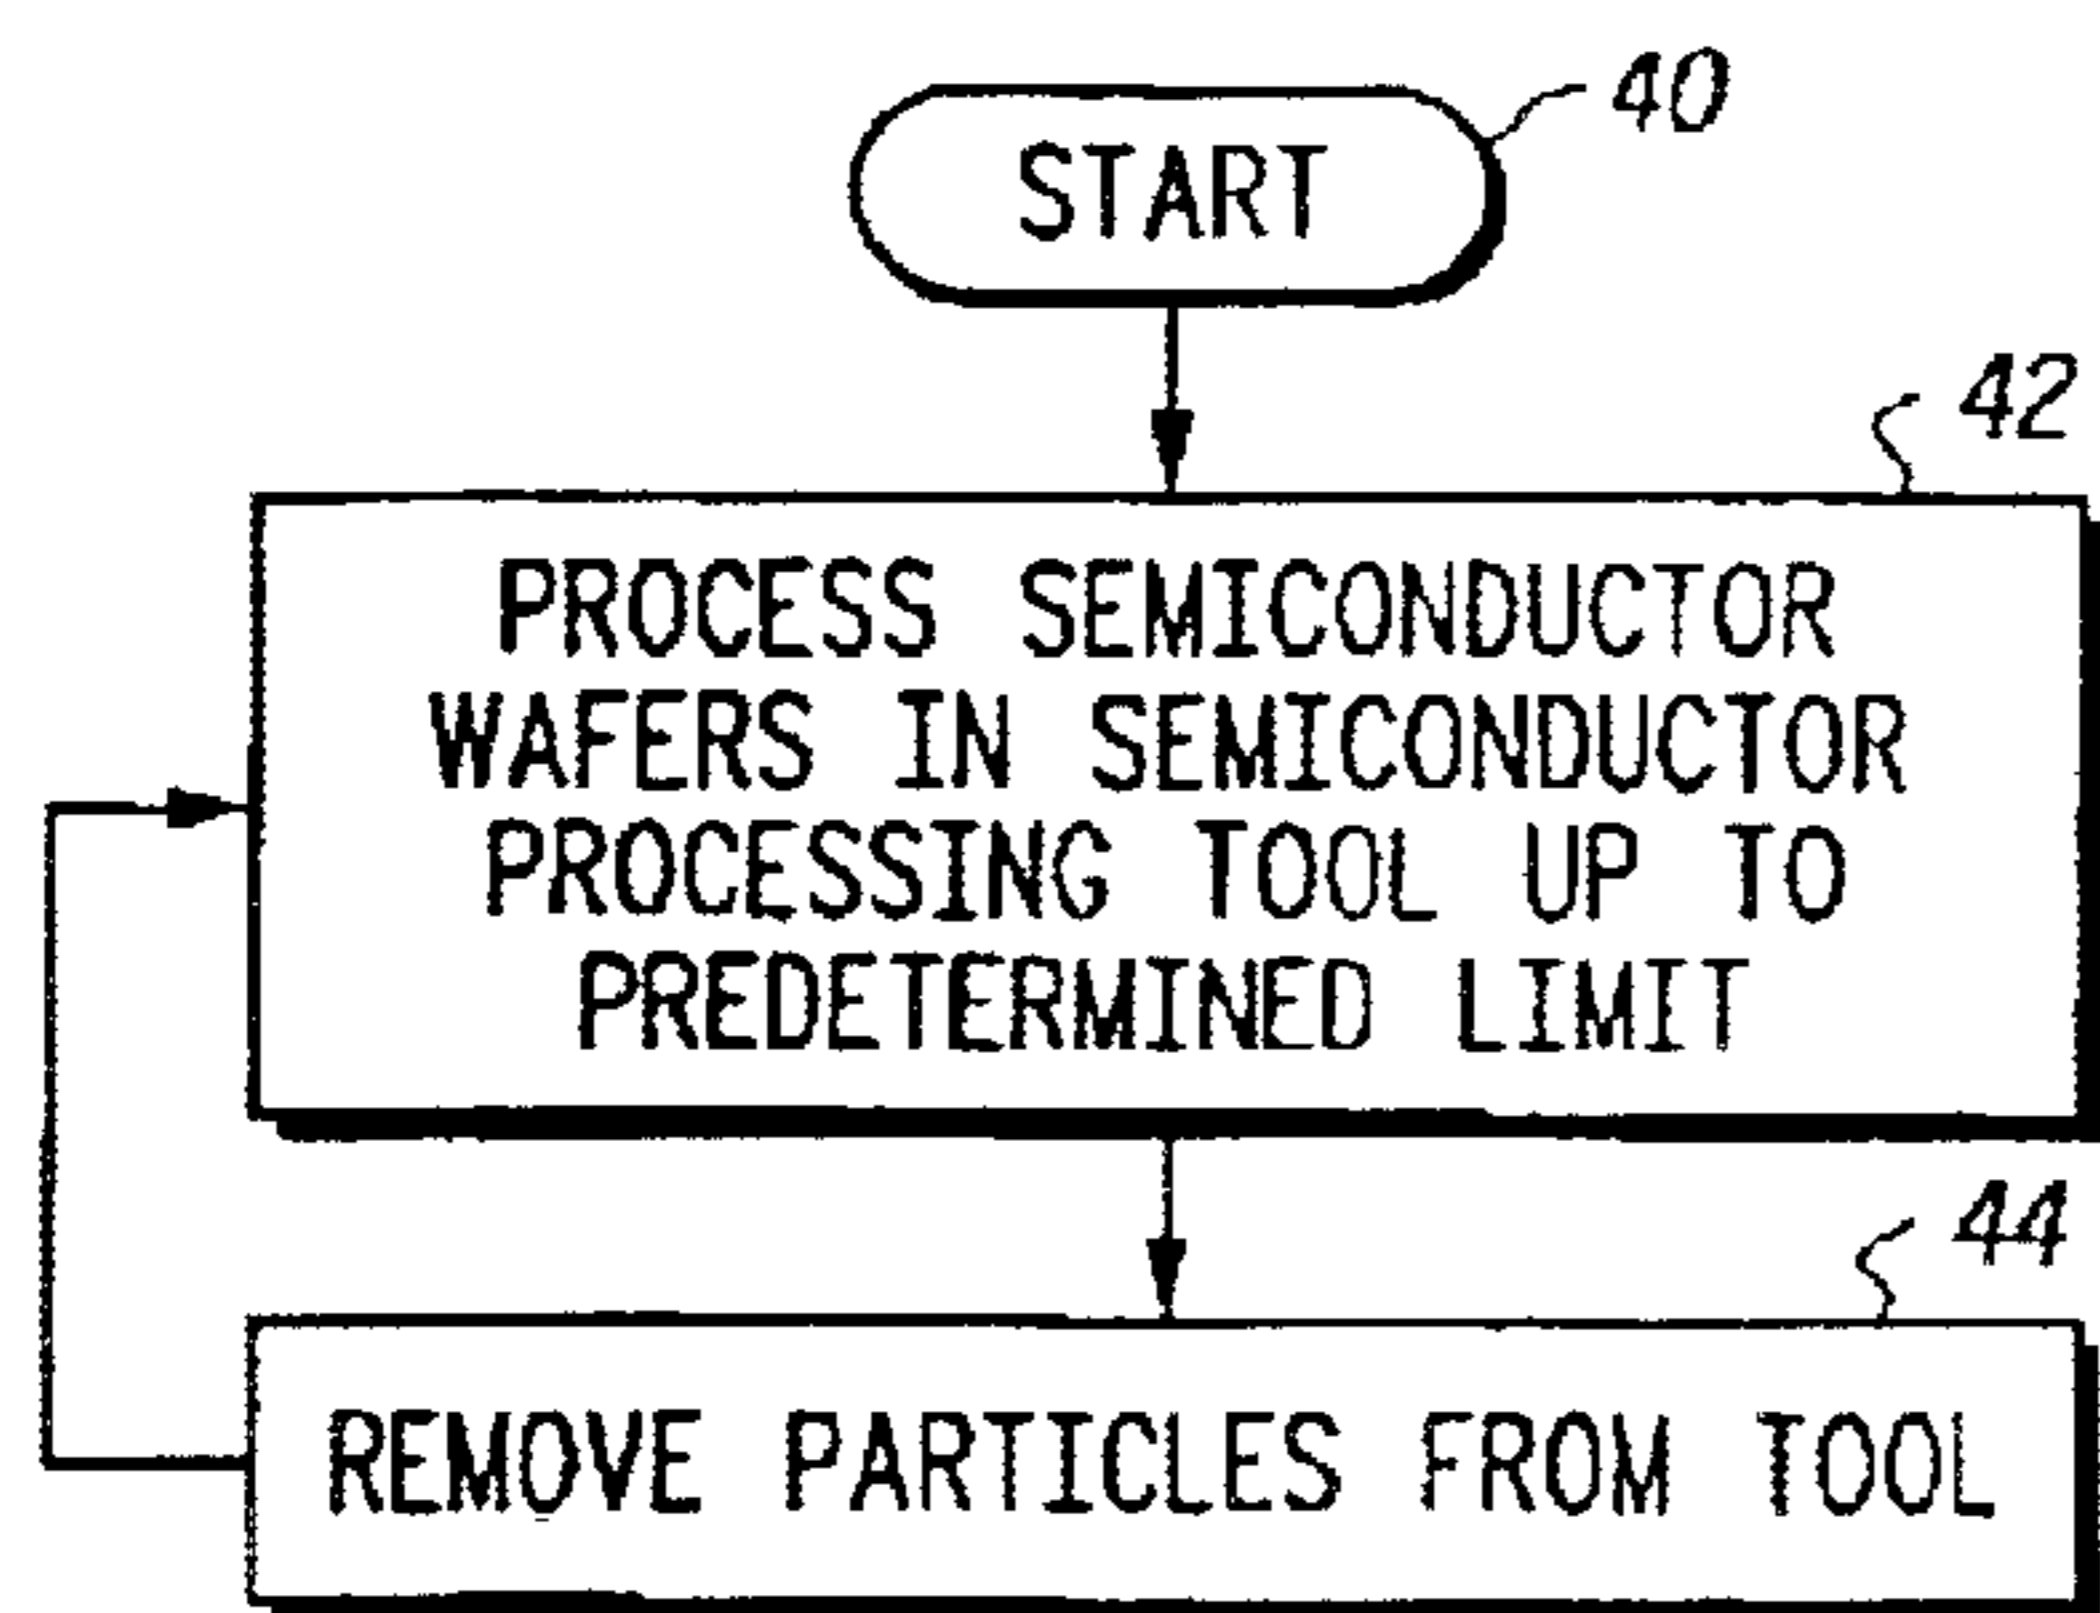 40
START
42
PROCESS SEMICONDUCTOR
WAFERS IN SEMICONDUCTOR
PROCESSING TOOL UP TO
PREDETERMINED LIMIT
44
REMOVE PARTICLES FROM TOOL